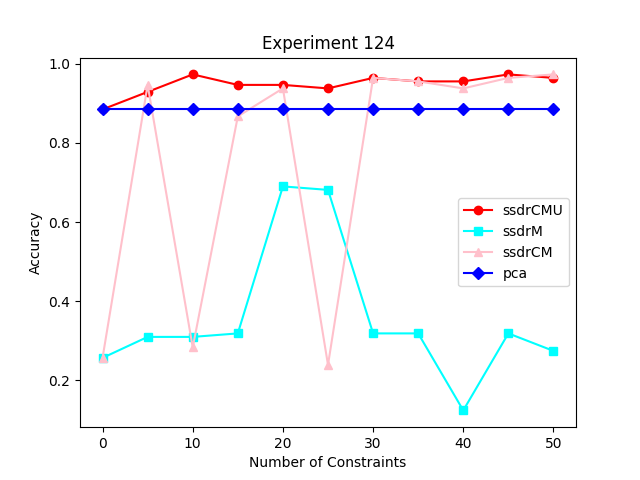 Experiment 124
Accuracy
1.0
0.8
0.6
0.4
0.2
ssdrCMU
ssdrM
ssdrCM
pca
0 10 20 30 40 50
Number of Constraints